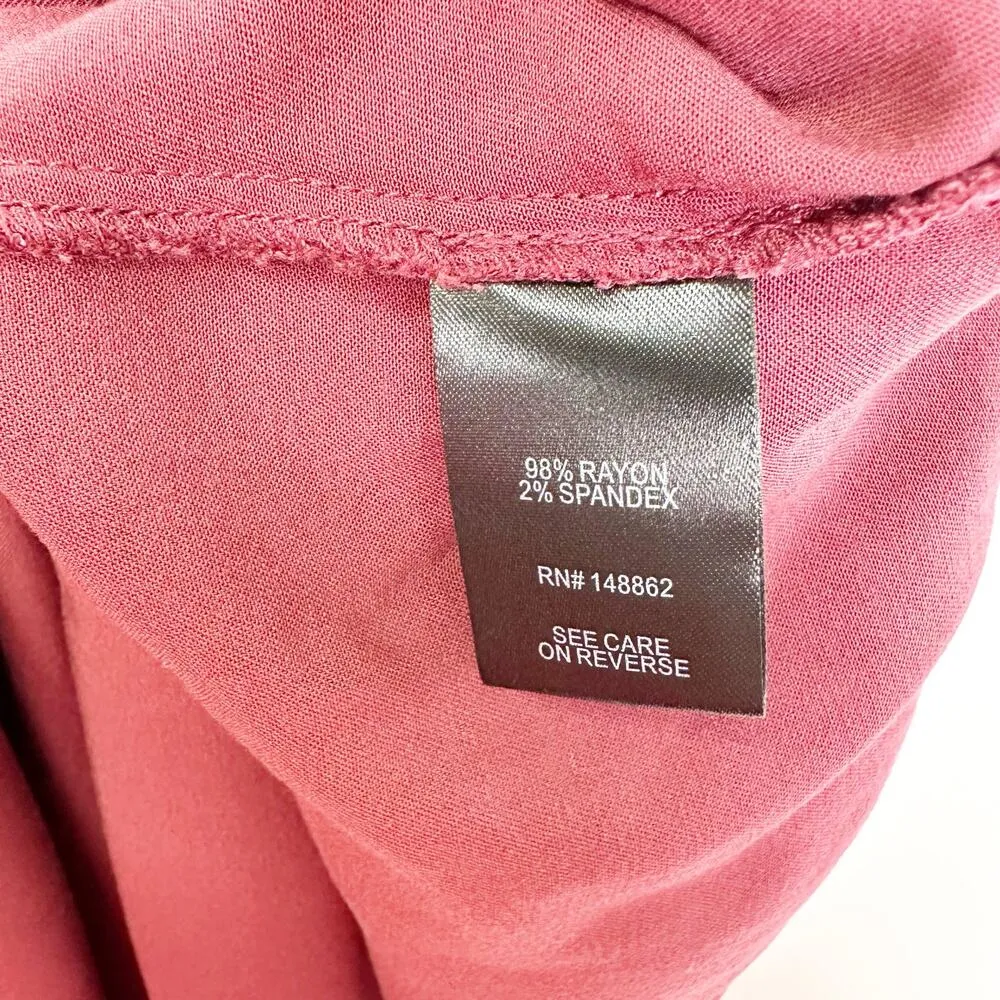 98% RAYON
2% SPANDEX
RN# 148862
SEE CARE
ON REVERSE